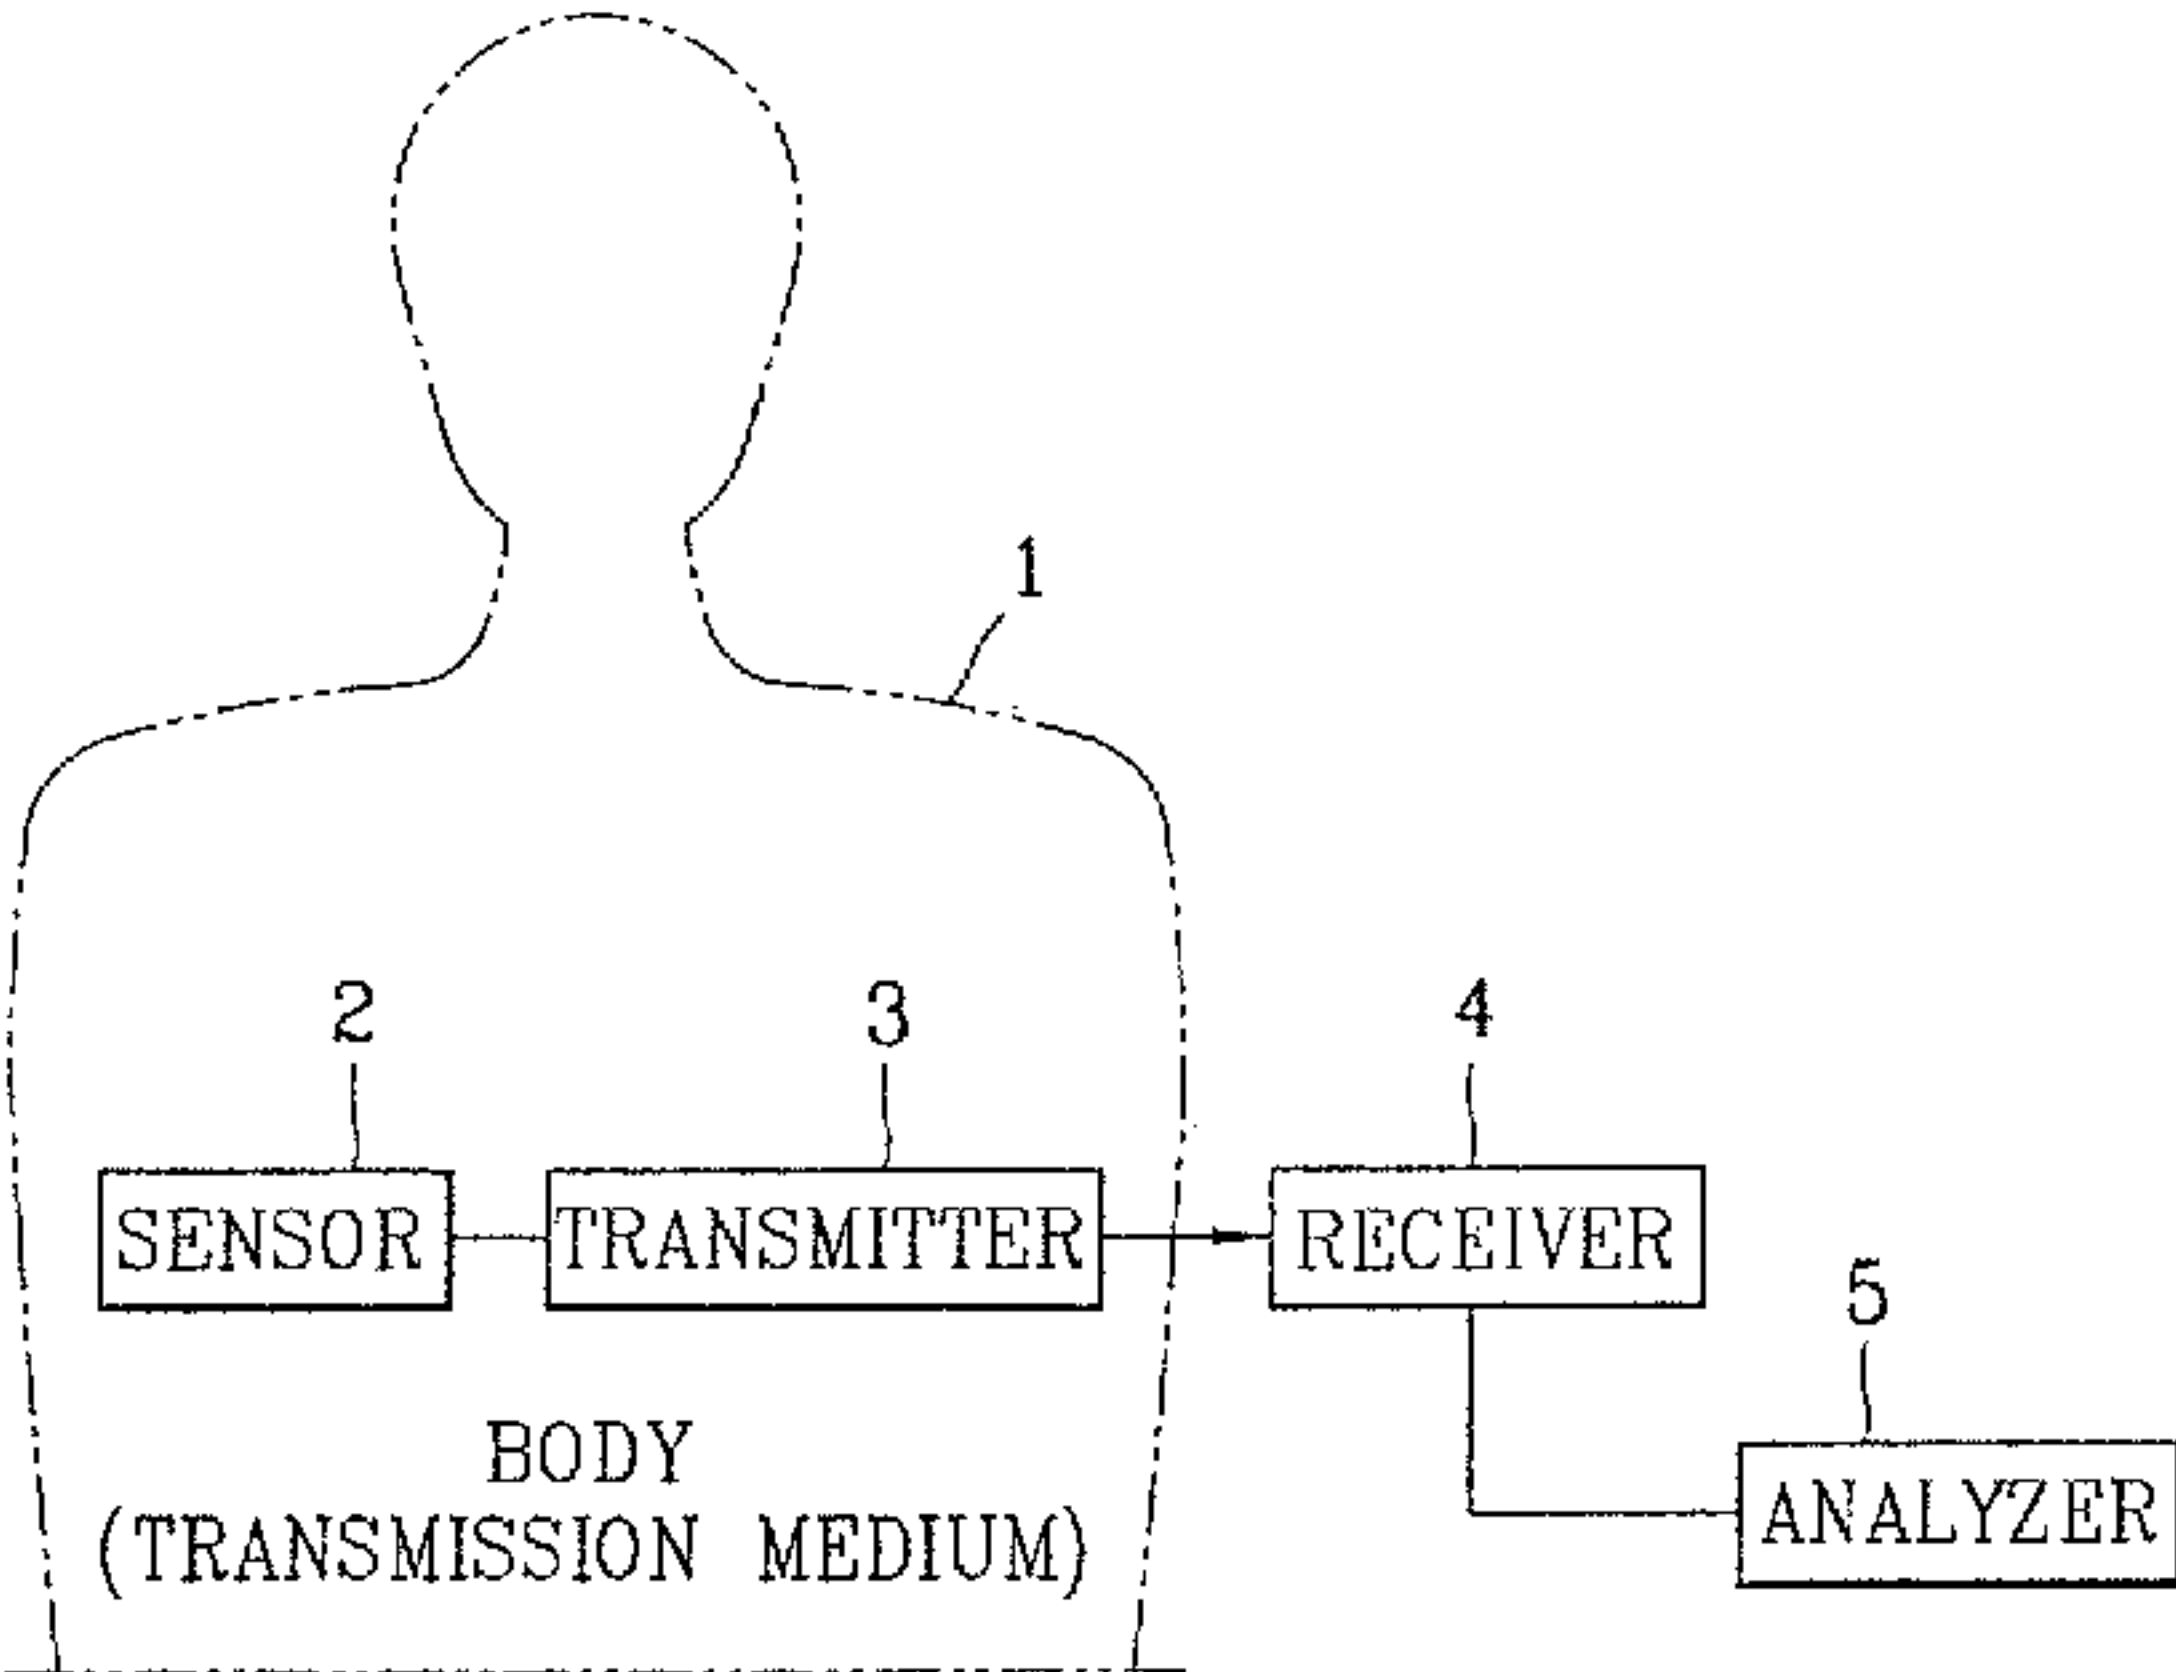 1
2
3
4
SENSOR
TRANSMITTER
RECEIVER
5
BODY
(TRANSMISSION MEDIUM)
ANALYZER